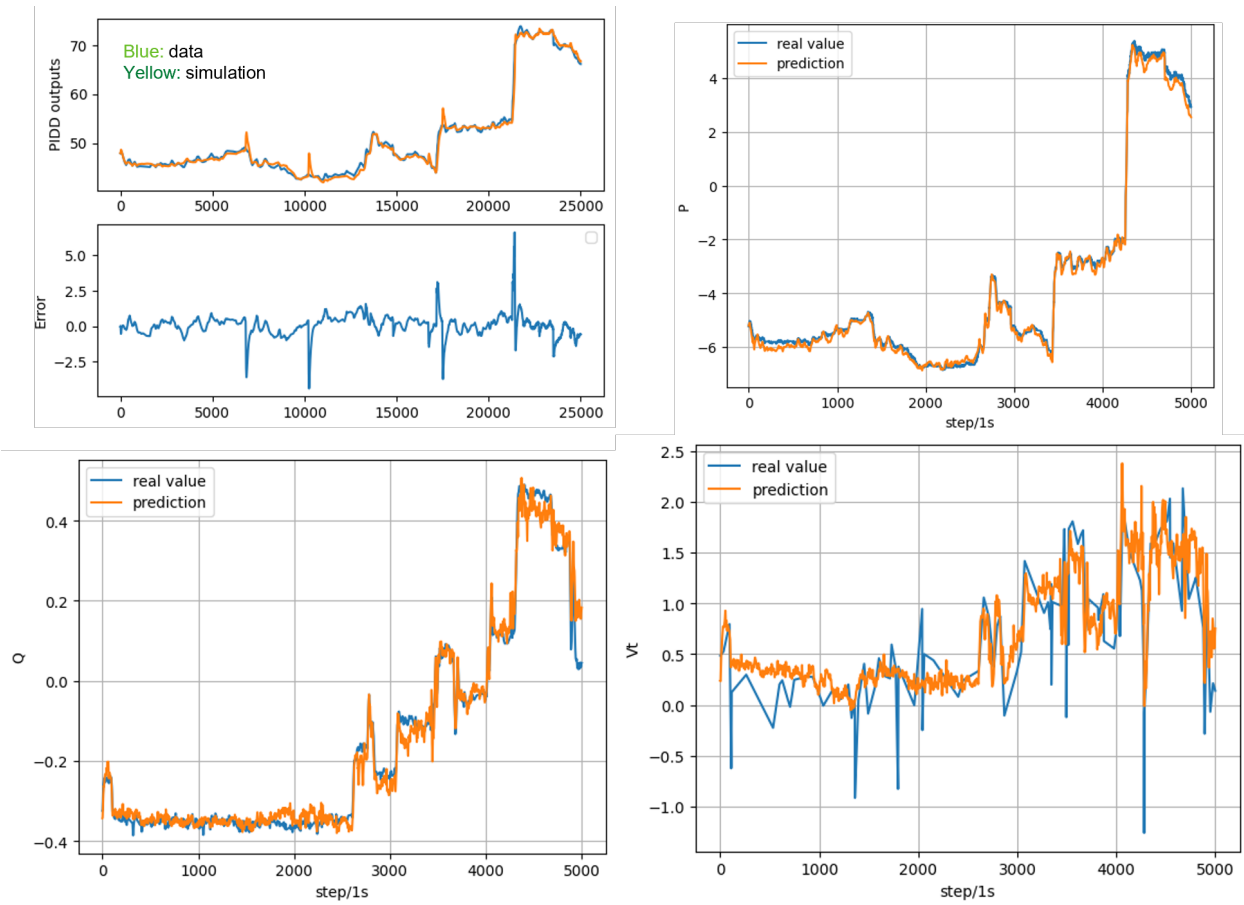 Blue: data
Yellow: simulation
PIDD outputs
70
60
50
0 5000 10000 15000 20000 25000
Error
5.0
2.5
0.0
−2.5
0 5000 10000 15000 20000 25000
real value
prediction
P
4
2
0
−2
−4
−6
0 1000 2000 3000 4000 5000
step/1s
real value
prediction
Q
0.4
0.2
0.0
−0.2
−0.4
0 1000 2000 3000 4000 5000
step/1s
real value
prediction
Vt
2.5
2.0
1.5
1.0
0.5
0.0
−0.5
−1.0
0 1000 2000 3000 4000 5000
step/1s